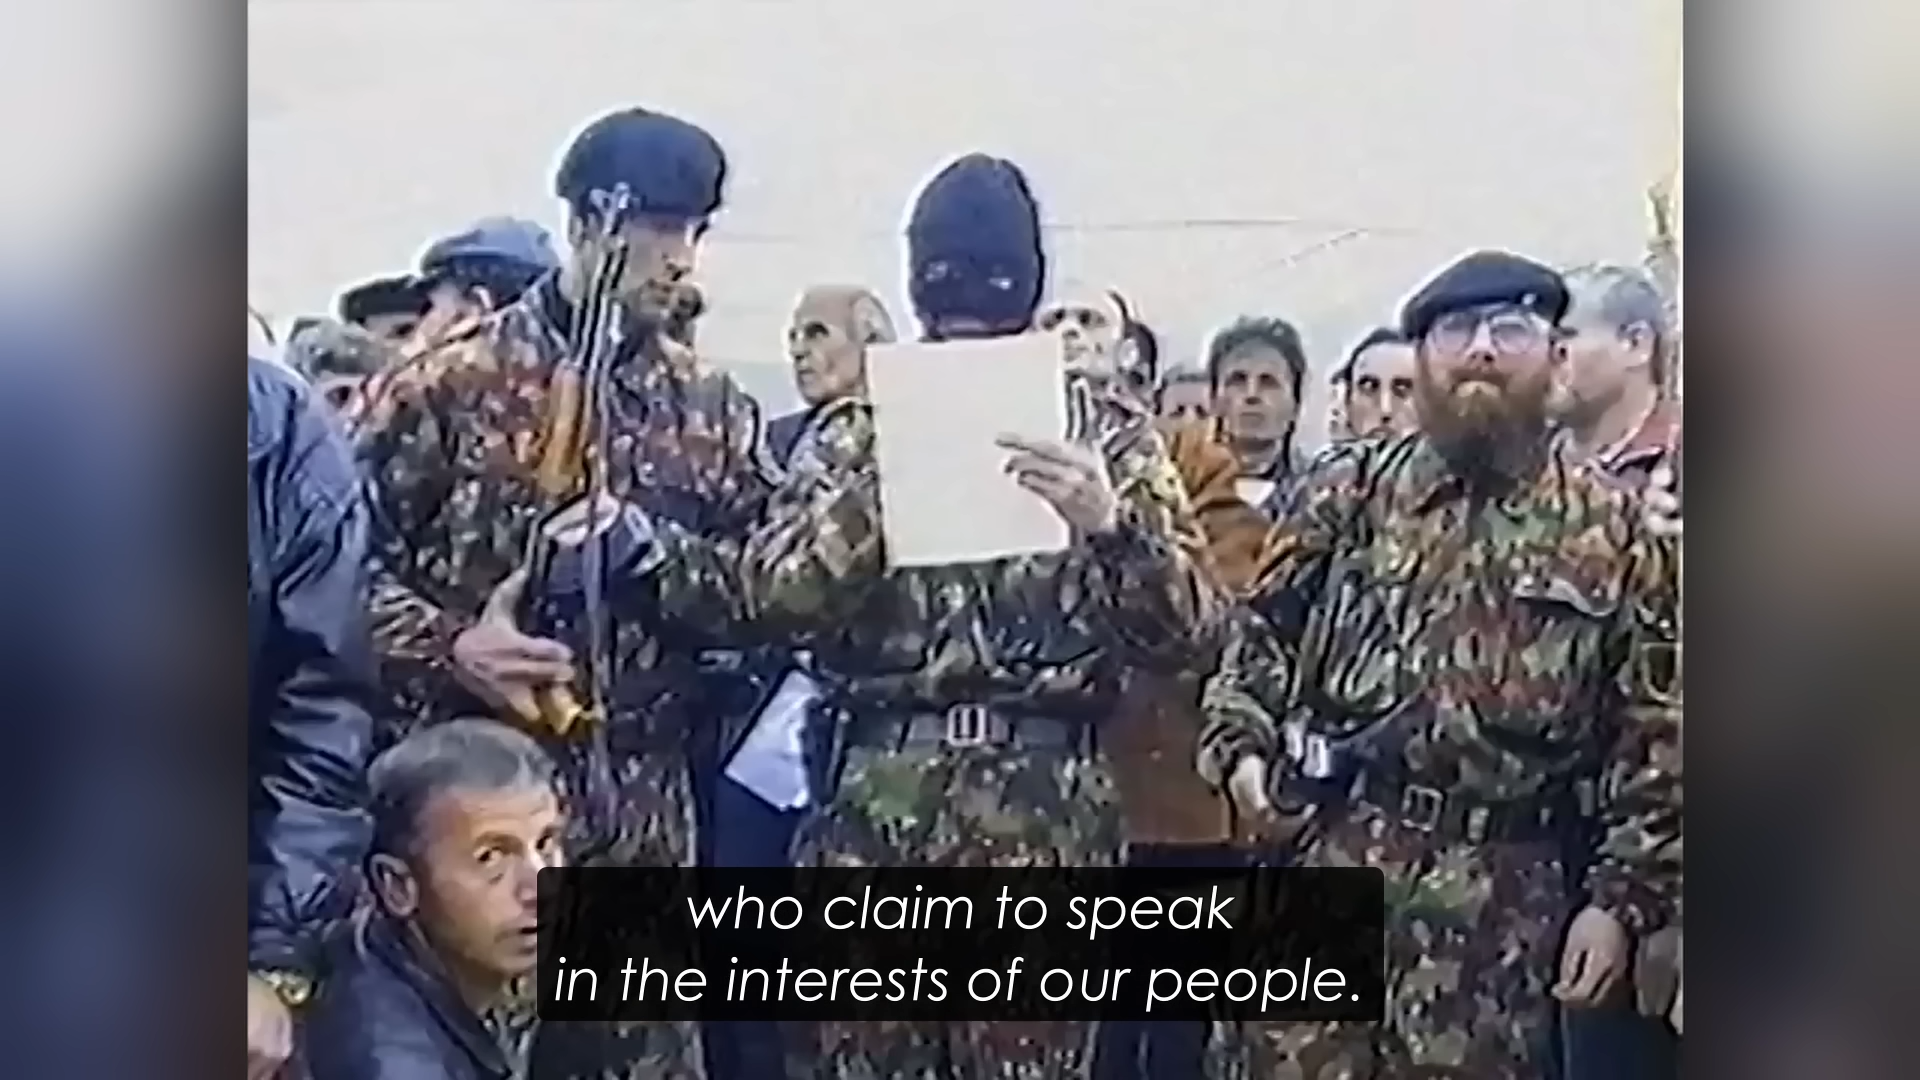 who claim to speak
in the interests of our people.